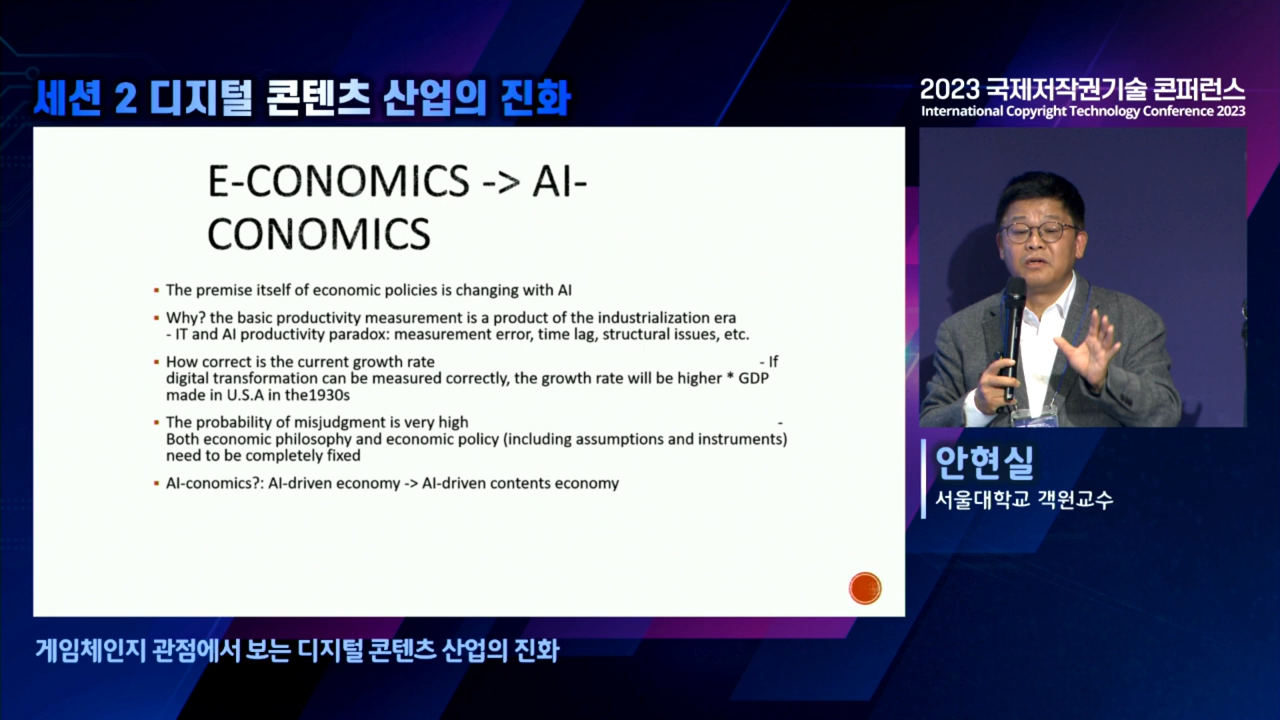 세션 2 디지털 콘텐츠 산업의 진화
2023 국제저작권기술 콘퍼런스
International Copyright Technology Conference 2023
E-CONOMICS -> AI-
CONOMICS
▪ The premise itself of economic policies is changing with AI
▪ Why? the basic productivity measurement is a product of the industrialization era
- IT and AI productivity paradox: measurement error, time lag, structural issues, etc.
▪ How correct is the current growth rate - If
digital transformation can be measured correctly, the growth rate will be higher * GDP
made in U.S.A in the1930s
▪ The probability of misjudgment is very high -
Both economic philosophy and economic policy (including assumptions and instruments)
need to be completely fixed
▪ AI-conomics?: AI-driven economy -> AI-driven contents economy
안현실
서울대학교 객원교수
게임체인지 관점에서 보는 디지털 콘텐츠 산업의 진화